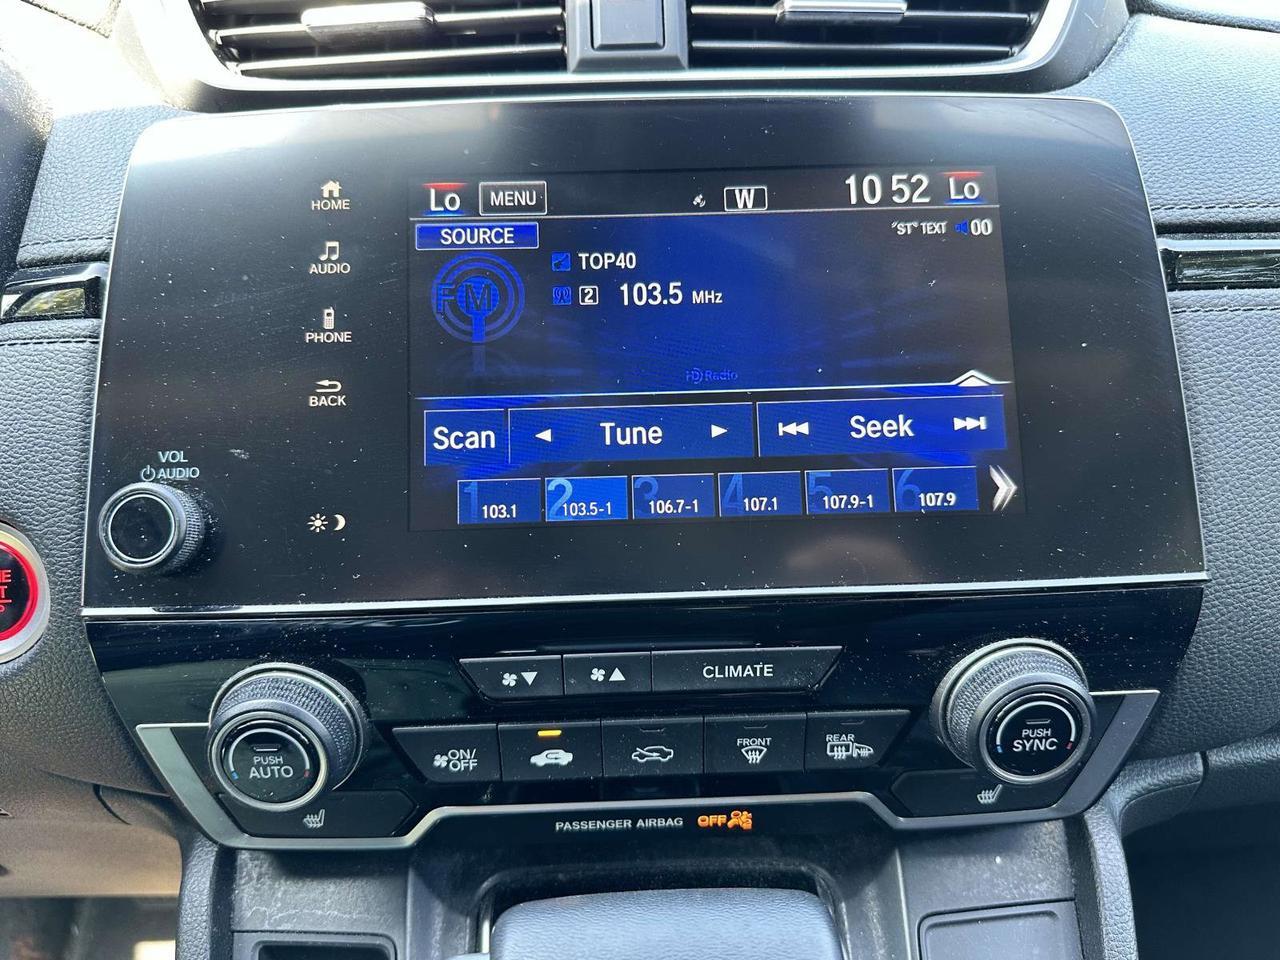 HOME
AUDIO
PHONE
BACK
VOL
AUDIO
Lo
MENU
W
10 52
Lo
SOURCE
"ST" TEXT
00
FM
TOP40
2
103.5 MHz
HD Radio
Scan
Tune
Seek
1 103.1
2 103.5-1
3 106.7-1
4 107.1
5 107.9-1
6 107.9
CLIMATE
PUSH
AUTO
ON/
OFF
FRONT
REAR
PUSH
SYNC
PASSENGER AIRBAG OFF